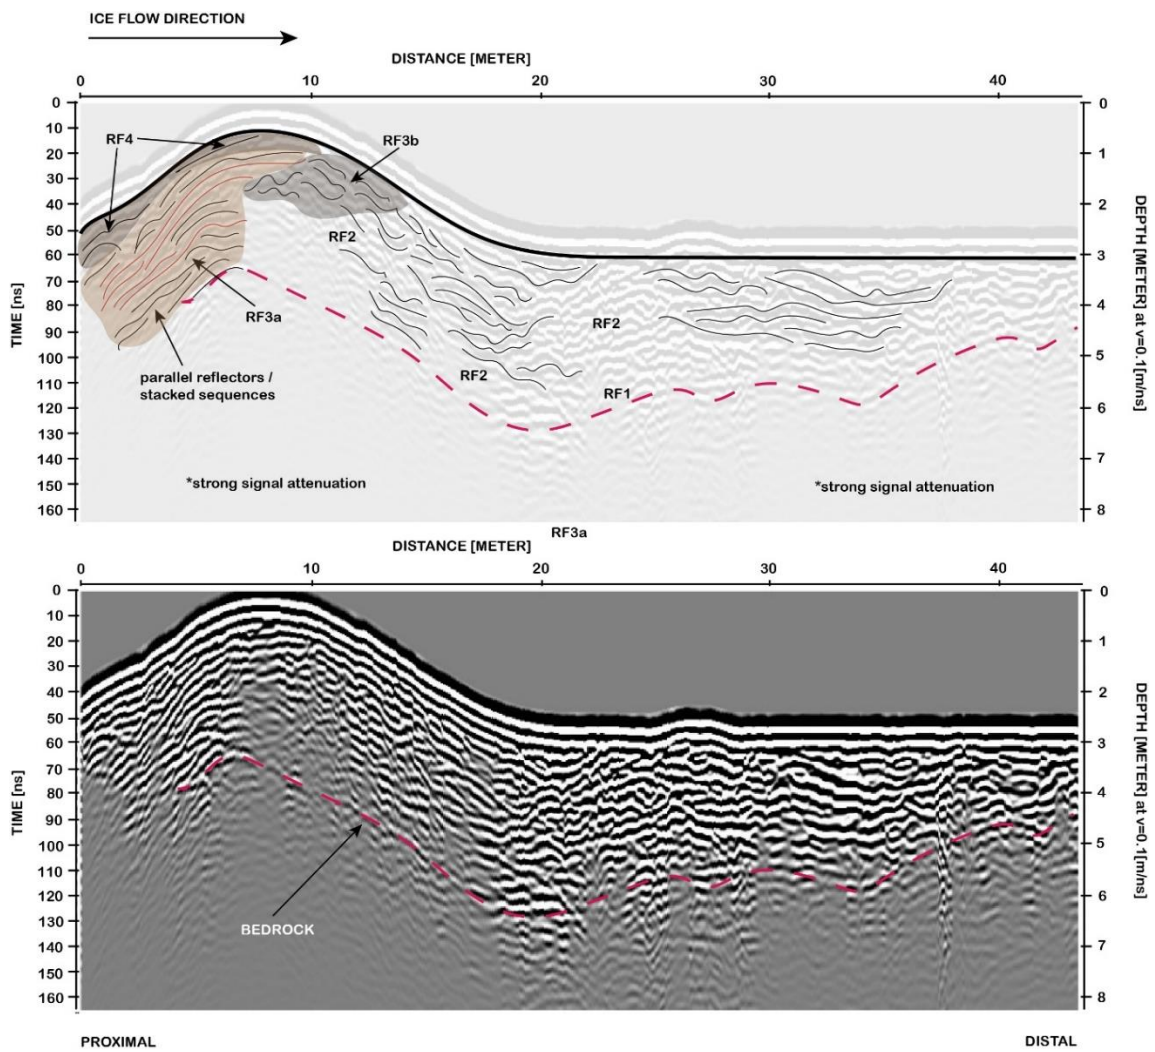 ICE FLOW DIRECTION
DISTANCE [METER]
0 10 20 30 40
TIME [ns]
0
10
20
30
40
50
60
70
80
90
100
110
120
130
140
150
160
DEPTH [METER] at v=0.1[m/ns]
0
1
2
3
4
5
6
7
8
RF4
RF3b
RF2
RF3a
RF2
RF2
RF1
parallel reflectors /
stacked sequences
*strong signal attenuation
*strong signal attenuation
RF3a
DISTANCE [METER]
0 10 20 30 40
TIME [ns]
0
10
20
30
40
50
60
70
80
90
100
110
120
130
140
150
160
DEPTH [METER] at v=0.1[m/ns]
0
1
2
3
4
5
6
7
8
BEDROCK
PROXIMAL
DISTAL